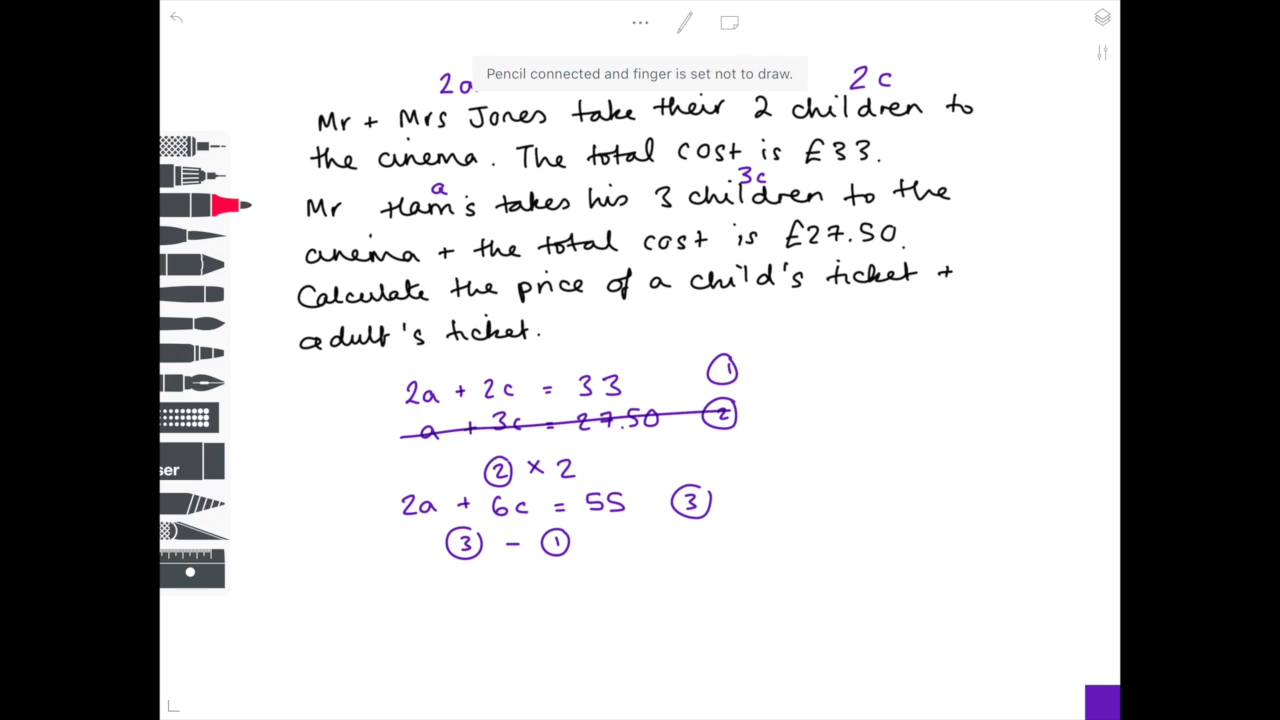 Pencil connected and finger is set not to draw.
2a 2c
Mr + Mrs Jones take their 2 children to
the cinema. The total cost is £33.
a 3c
Mr Harris takes his 3 children to the
cinema + the total cost is £27.50.
Calculate the price of a child's ticket +
adult's ticket.
2a + 2c = 33 ①
a + 3c = 27.50 ②
② × 2
2a + 6c = 55 ③
③ - ①
ser